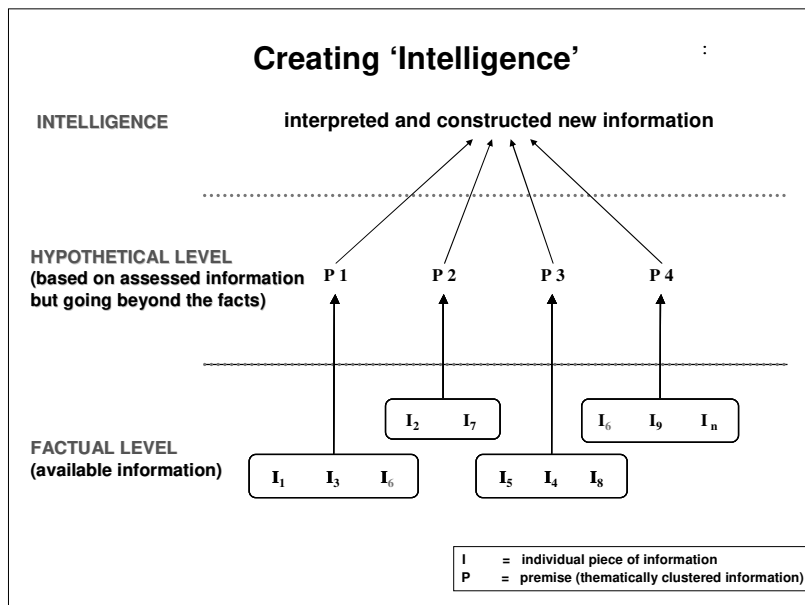 Creating ‘Intelligence’ :
INTELLIGENCE interpreted and constructed new information
HYPOTHETICAL LEVEL
(based on assessed information
but going beyond the facts)
P 1 P 2 P 3 P 4
I2 I7
I6 I9 In
FACTUAL LEVEL
(available information)
I1 I3 I6
I5 I4 I8
I = individual piece of information
P = premise (thematically clustered information)